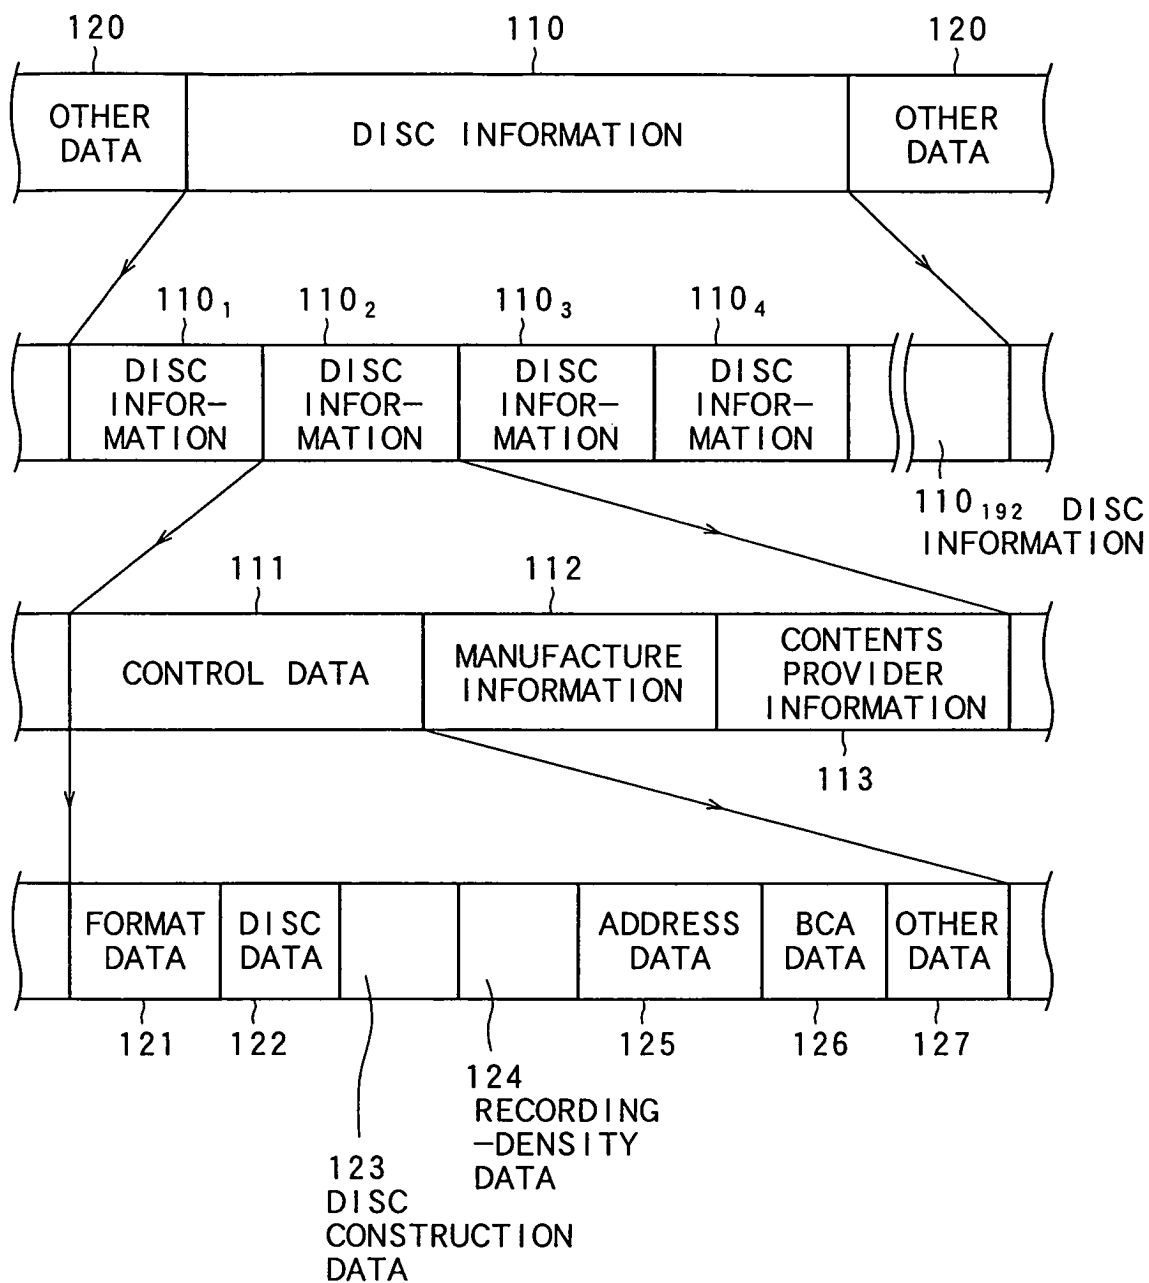 120
110
120
OTHER
DATA
DISC INFORMATION
OTHER
DATA
110₁
110₂
110₃
110₄
DISC
INFOR-
MATION
DISC
INFOR-
MATION
DISC
INFOR-
MATION
DISC
INFOR-
MATION
110₁₉₂ DISC
INFORMATION
111
112
CONTROL DATA
MANUFACTURE
INFORMATION
CONTENTS
PROVIDER
INFORMATION
113
FORMAT
DATA
DISC
DATA
ADDRESS
DATA
BCA
DATA
OTHER
DATA
121
122
125
126
127
124
RECORDING
-DENSITY
DATA
123
DISC
CONSTRUCTION
DATA